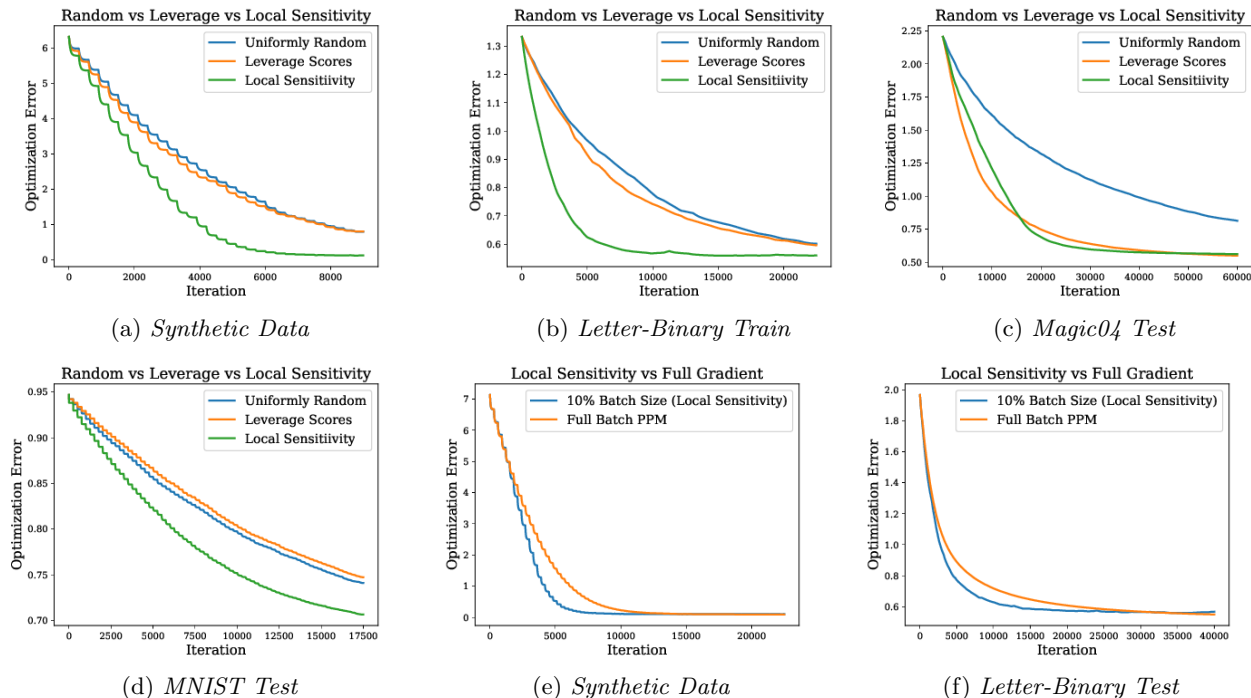 Random vs Leverage vs Local Sensitivity
Optimization Error
6
5
4
3
2
1
0
Uniformly Random
Leverage Scores
Local Sensitiivity
0 2000 4000 6000 8000
Iteration
(a) Synthetic Data
Random vs Leverage vs Local Sensitivity
Optimization Error
1.3
1.2
1.1
1.0
0.9
0.8
0.7
0.6
Uniformly Random
Leverage Scores
Local Sensitivity
0 5000 10000 15000 20000
Iteration
(b) Letter-Binary Train
Random vs Leverage vs Local Sensitivity
Optimization Error
2.25
2.00
1.75
1.50
1.25
1.00
0.75
0.50
Uniformly Random
Leverage Scores
Local Sensitivity
0 10000 20000 30000 40000 50000 60000
Iteration
(c) Magic04 Test
Random vs Leverage vs Local Sensitivity
Optimization Error
0.95
0.90
0.85
0.80
0.75
0.70
Uniformly Random
Leverage Scores
Local Sensitiivity
0 2500 5000 7500 10000 12500 15000 17500
Iteration
(d) MNIST Test
Local Sensitivity vs Full Gradient
Optimization Error
7
6
5
4
3
2
1
0
10% Batch Size (Local Sensitivity)
Full Batch PPM
0 5000 10000 15000 20000
Iteration
(e) Synthetic Data
Local Sensitivity vs Full Gradient
Optimization Error
2.0
1.8
1.6
1.4
1.2
1.0
0.8
0.6
10% Batch Size (Local Sensitivity)
Full Batch PPM
0 5000 10000 15000 20000 25000 30000 35000 40000
Iteration
(f) Letter-Binary Test